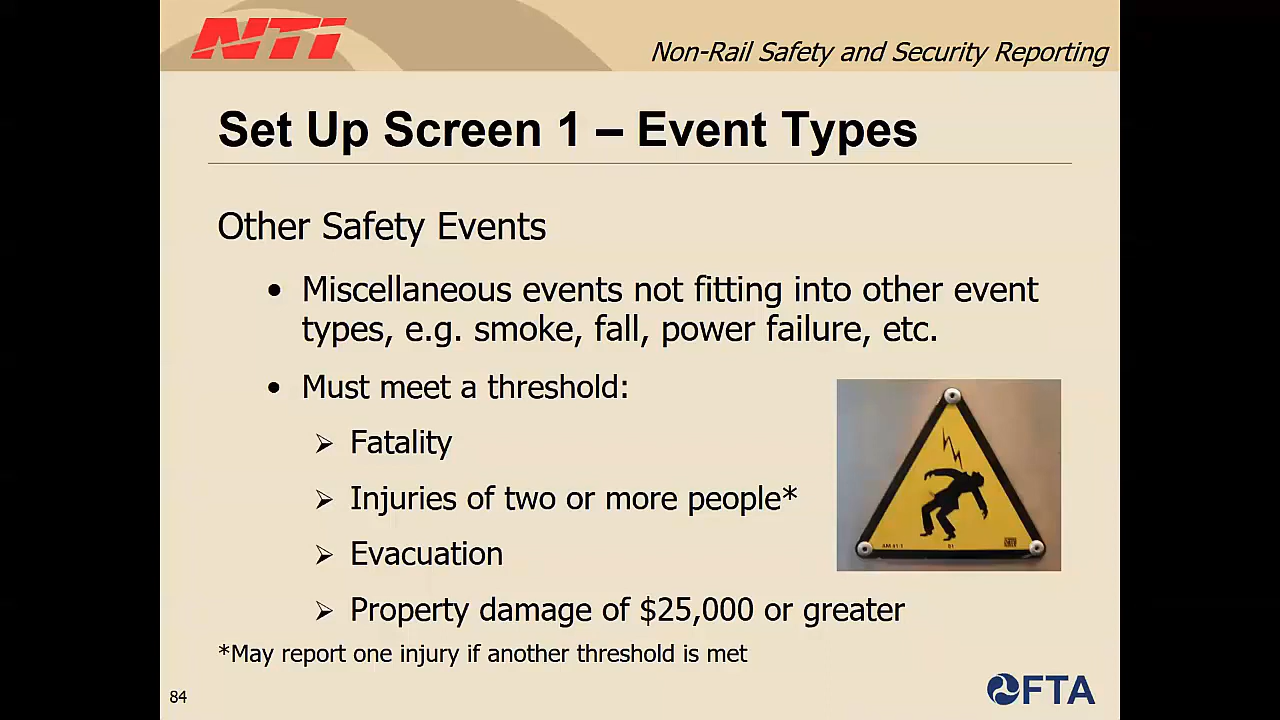 NTI
Non-Rail Safety and Security Reporting
Set Up Screen 1 – Event Types
Other Safety Events
• Miscellaneous events not fitting into other event
types, e.g. smoke, fall, power failure, etc.
• Must meet a threshold:
➢ Fatality
➢ Injuries of two or more people*
➢ Evacuation
➢ Property damage of $25,000 or greater
*May report one injury if another threshold is met
84
FTA